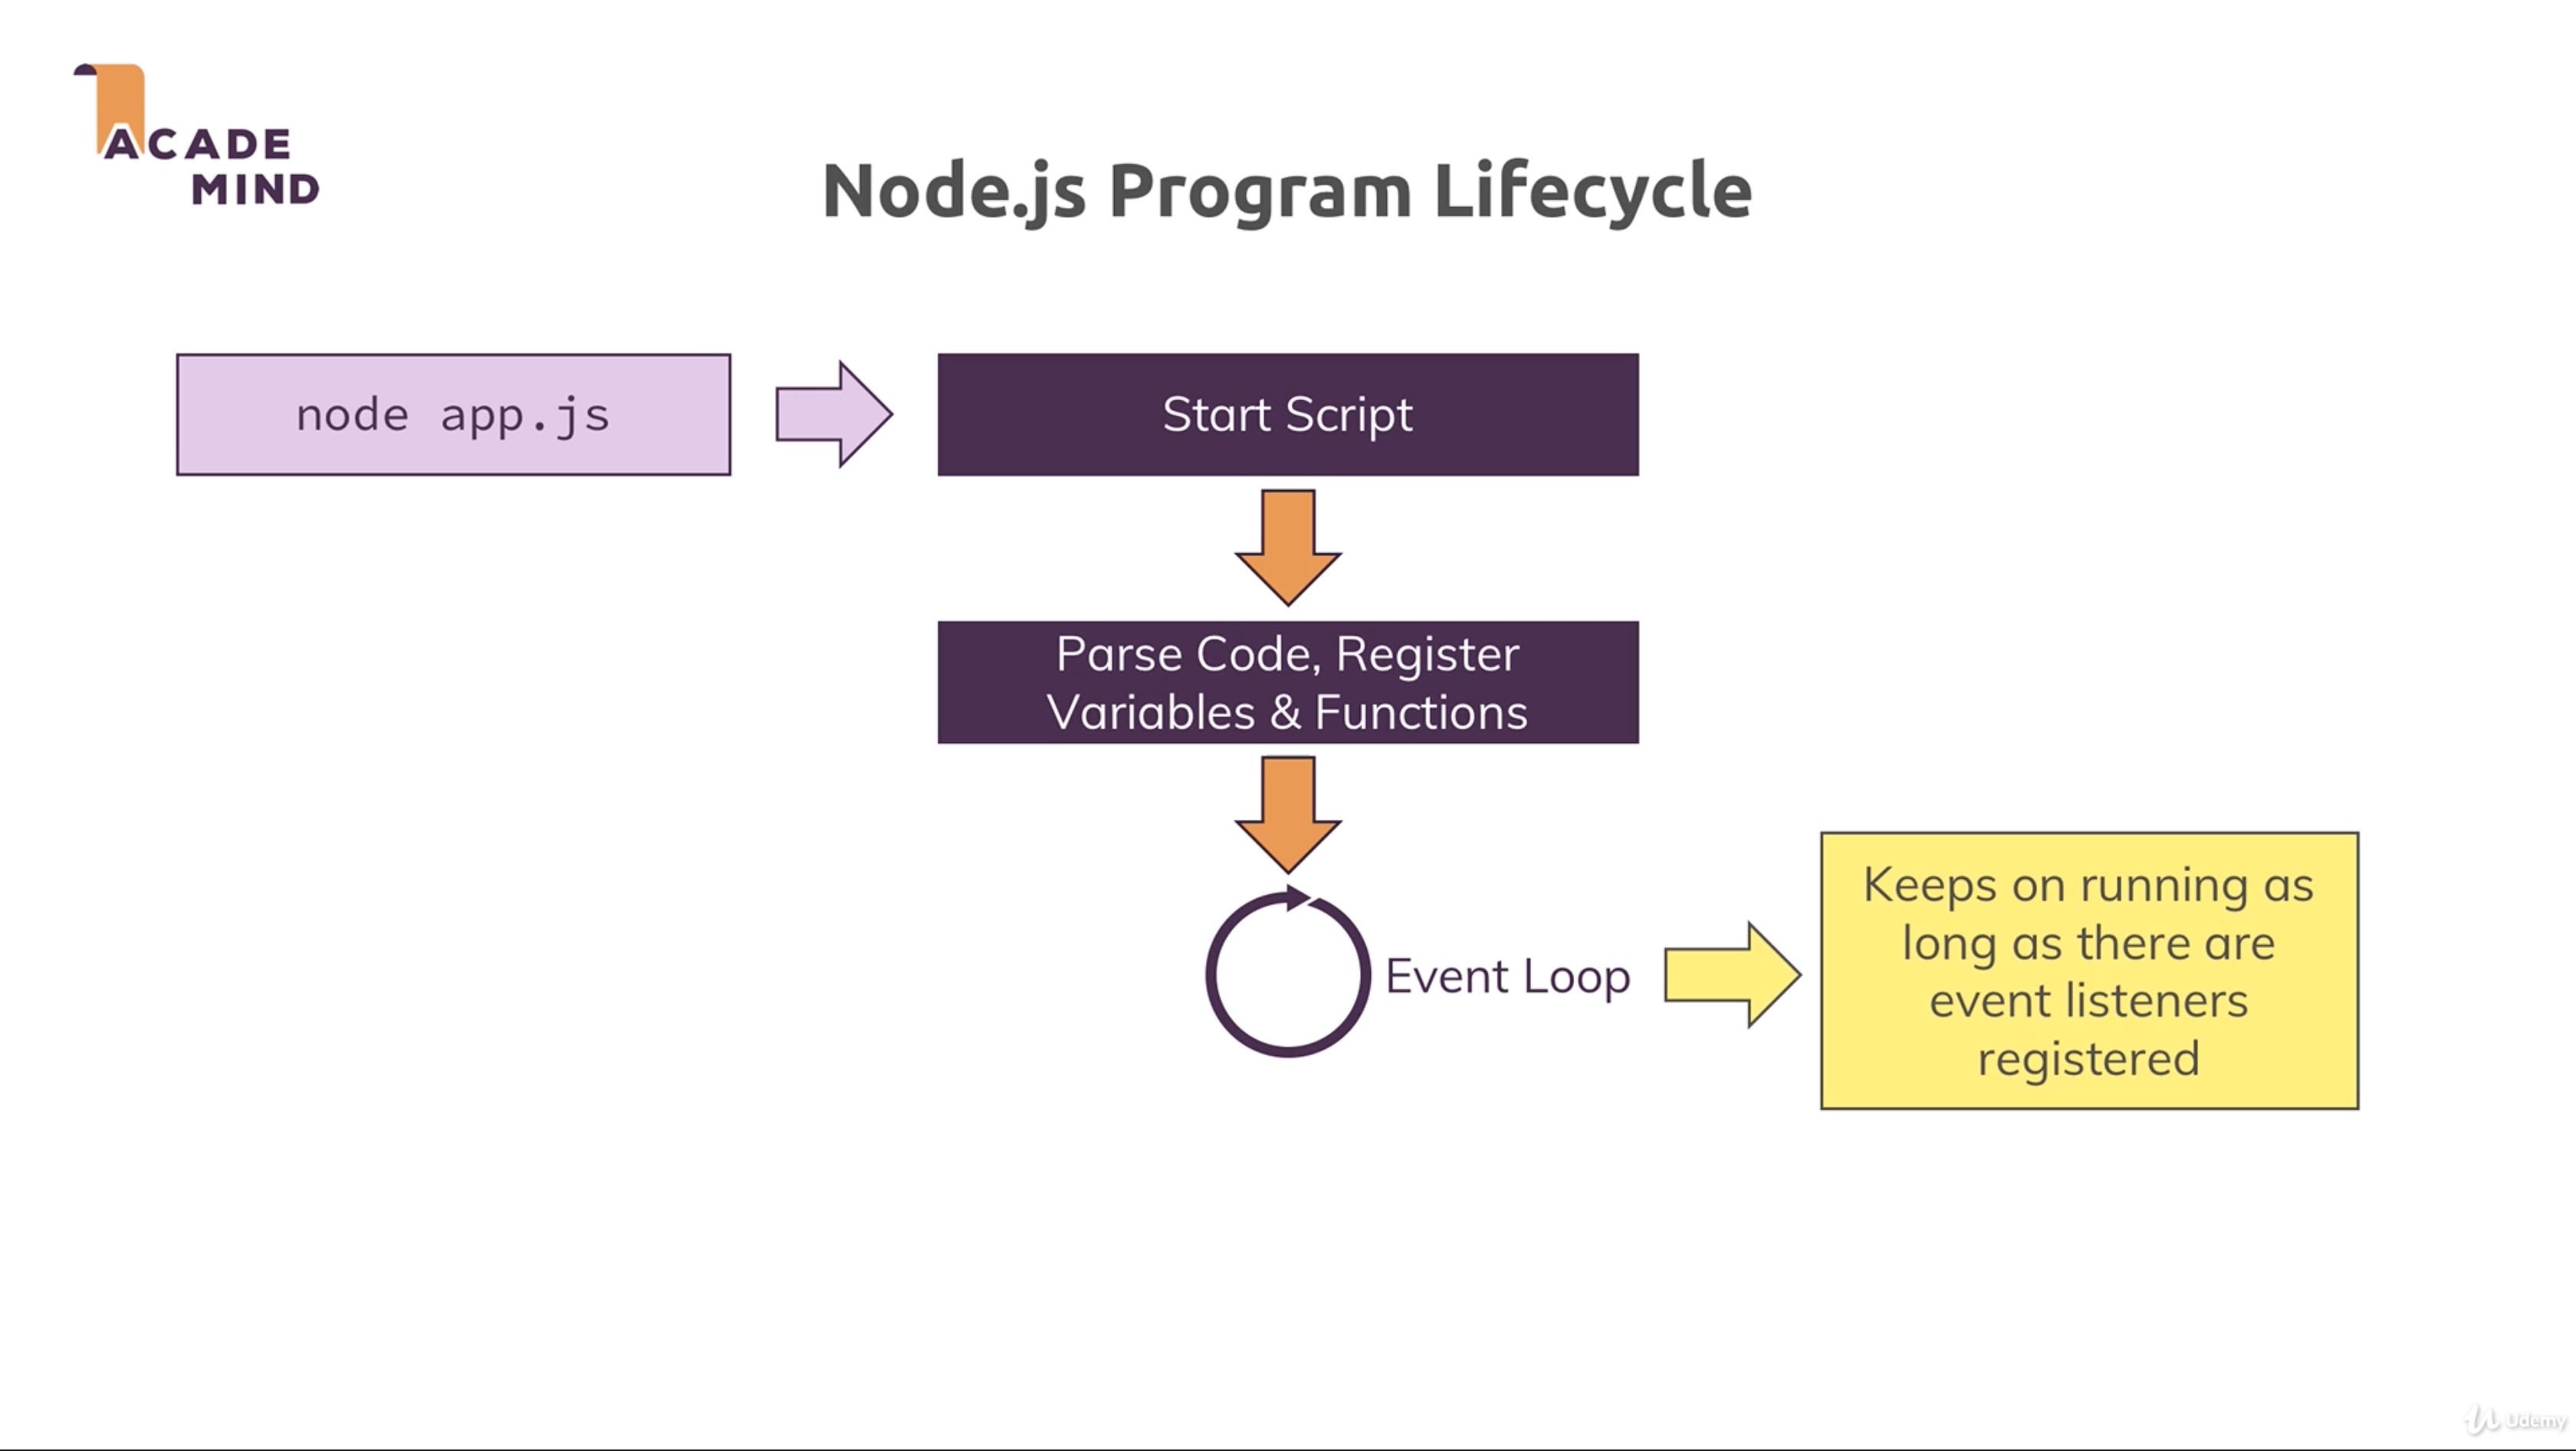 ACADE
MIND
Node.js Program Lifecycle
node app.js
Start Script
Parse Code, Register
Variables & Functions
Event Loop
Keeps on running as
long as there are
event listeners
registered
Udemy